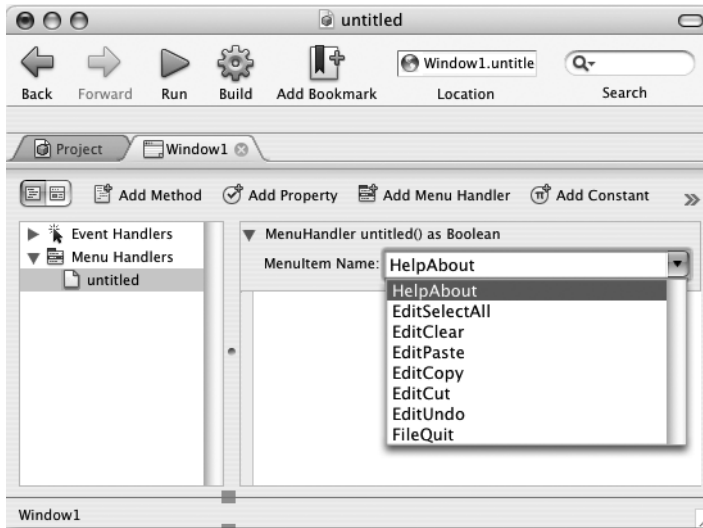 untitled
Back Forward Run Build Add Bookmark Location Search
Window1.untitle
Project Window1
Add Method Add Property Add Menu Handler Add Constant
Event Handlers
Menu Handlers
untitled
MenuHandler untitled() as Boolean
MenuItem Name: HelpAbout
HelpAbout
EditSelectAll
EditClear
EditPaste
EditCopy
EditCut
EditUndo
FileQuit
Window1